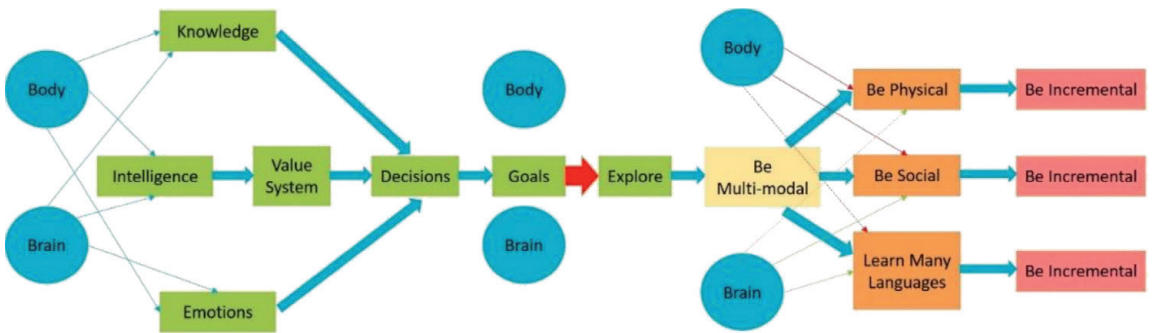 Knowledge
Body
Body
Body
Be Physical
Be Incremental
Intelligence
Value
System
Decisions
Goals
Explore
Be
Multi-modal
Be Social
Be Incremental
Brain
Brain
Brain
Learn Many
Languages
Be Incremental
Emotions